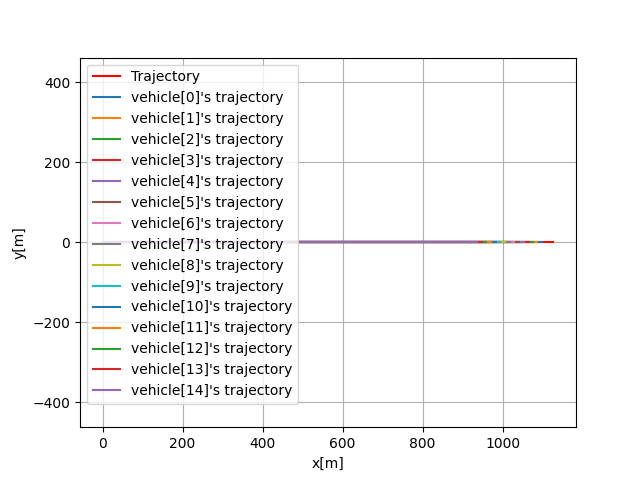 400
200
0
−200
−400
y[m]
Trajectory
vehicle[0]'s trajectory
vehicle[1]'s trajectory
vehicle[2]'s trajectory
vehicle[3]'s trajectory
vehicle[4]'s trajectory
vehicle[5]'s trajectory
vehicle[6]'s trajectory
vehicle[7]'s trajectory
vehicle[8]'s trajectory
vehicle[9]'s trajectory
vehicle[10]'s trajectory
vehicle[11]'s trajectory
vehicle[12]'s trajectory
vehicle[13]'s trajectory
vehicle[14]'s trajectory
0 200 400 600 800 1000
x[m]